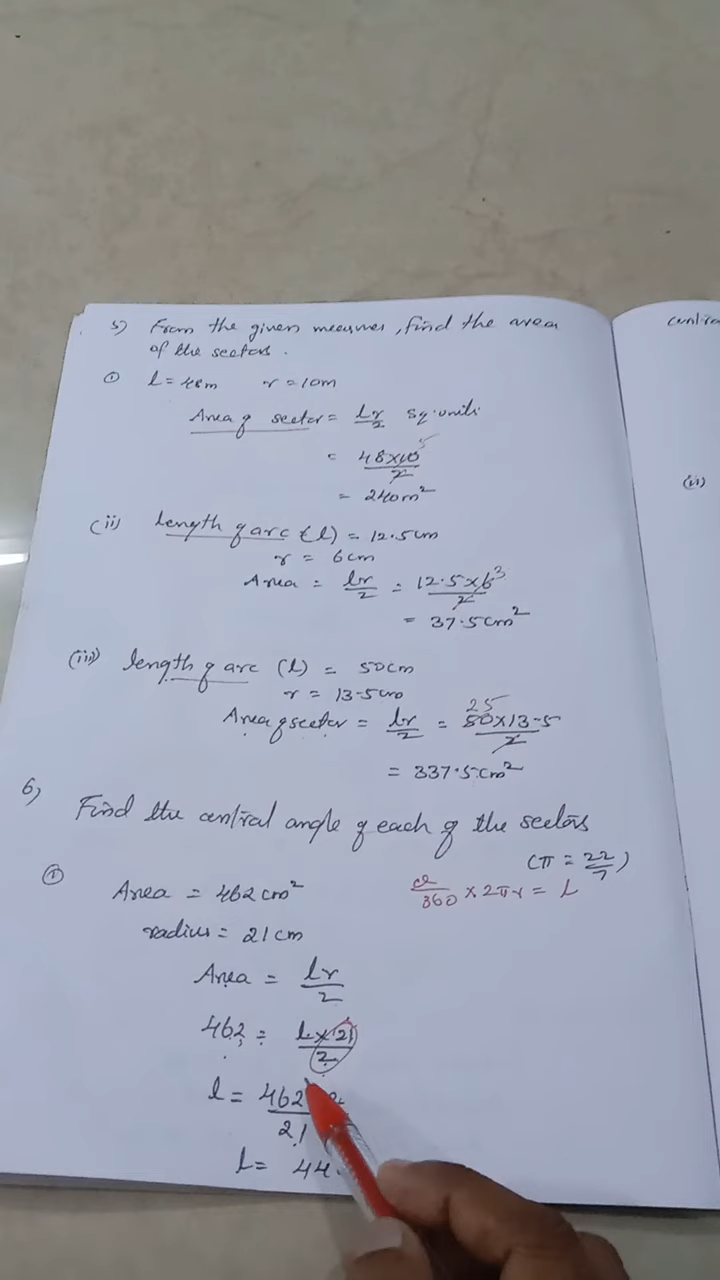 5) From the given measures, find the area
of the sectors.
(i) l = 48m r = 10m
Area of sector = lr/2 sq.units
= 48×10/2 5
= 240m²
(ii) length of arc (l) = 12.5cm
r = 6cm
Area = lr/2 = 12.5×6/2 3
= 37.5cm²
(iii) length of arc (l) = 50cm
r = 13.5cm
Area of sector = lr/2 = 50×13.5/2 25
= 337.5cm²
6) Find the central angle of each of the sectors
(π = 22/7)
(i) Area = 462cm²
radius = 21cm
α/360 × 2πr = L
Area = lr/2
462 = l×21/2
l = 462 /21
l = 44
(ii)